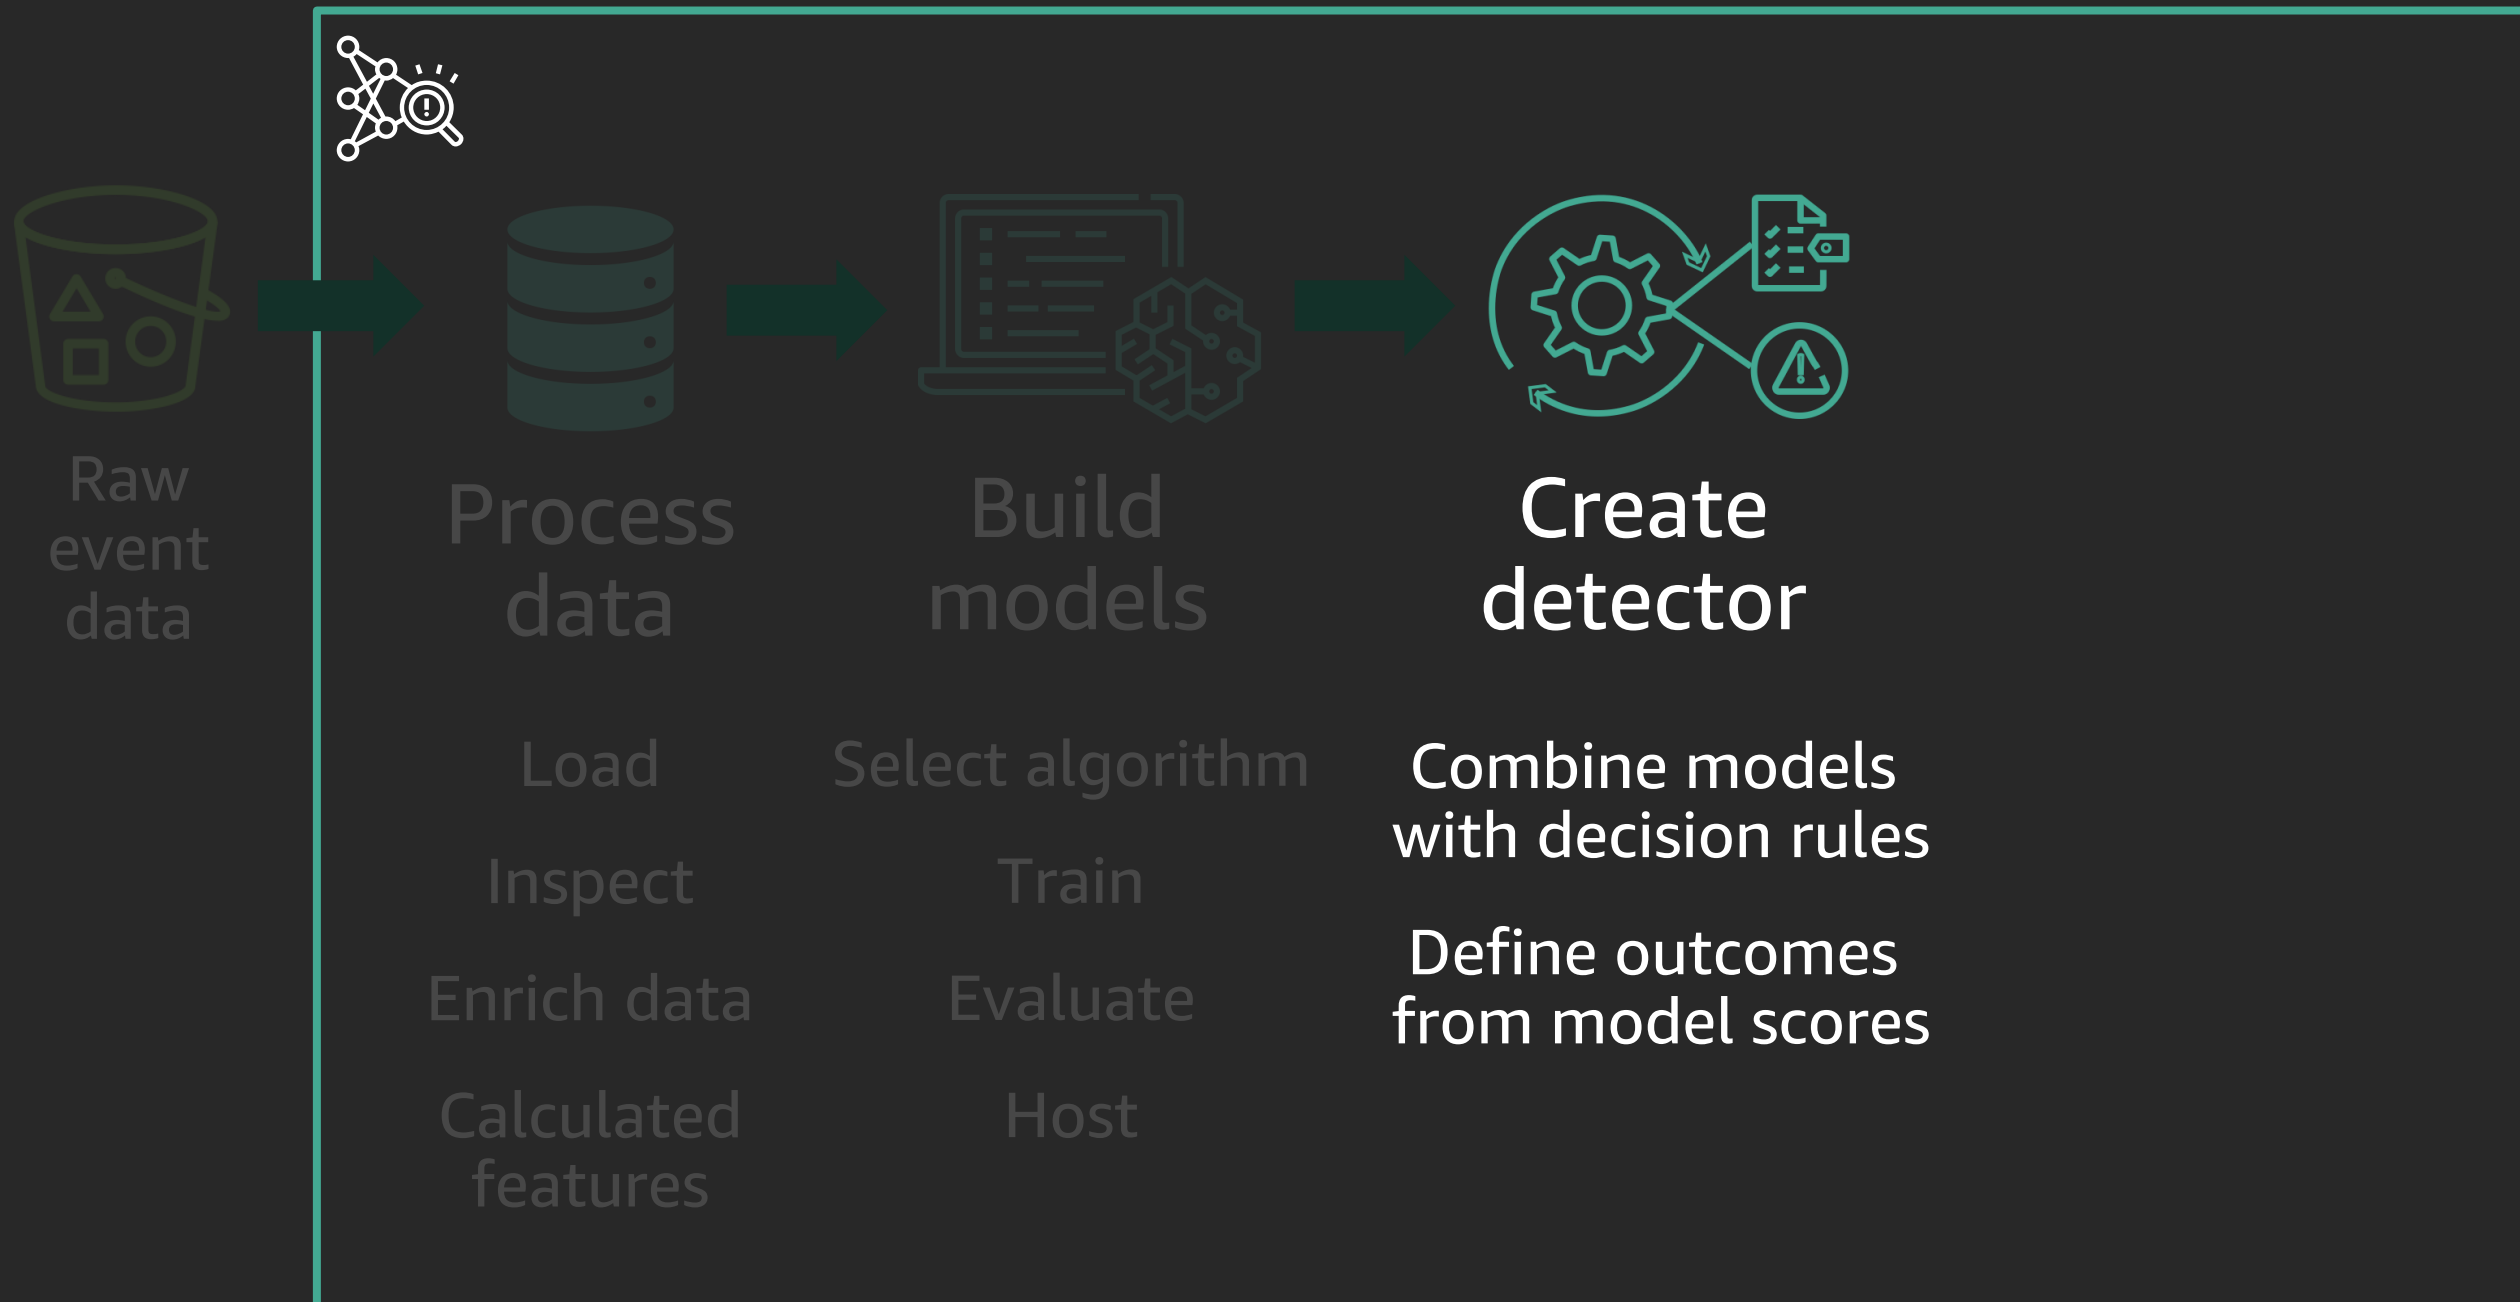 Raw
event
data
Process
data
Load
Inspect
Enrich data
Calculated
features
Build
models
Select algorithm
Train
Evaluate
Host
Create
detector
Combine models
with decision rules
Define outcomes
from model scores